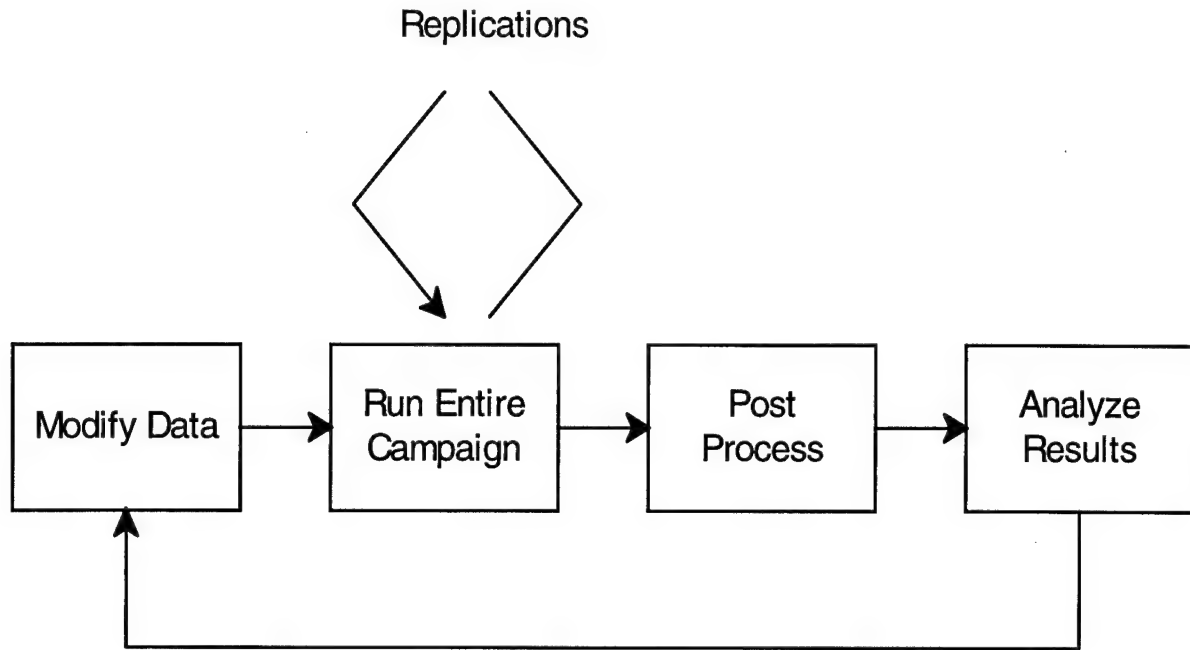 Replications
Modify Data
Run Entire
Campaign
Post
Process
Analyze
Results